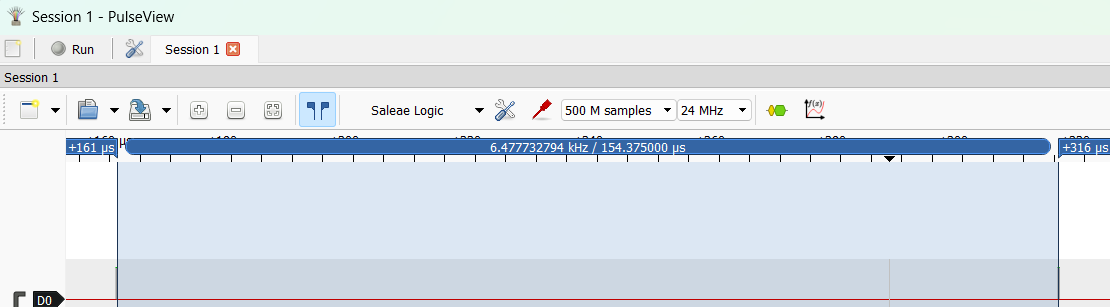 Session 1 - PulseView
Run
Session 1
Session 1
Saleae Logic
500 M samples
24 MHz
f(x)
+161 µs
6.477732794 kHz / 154.375000 µs
+316 µs
D0